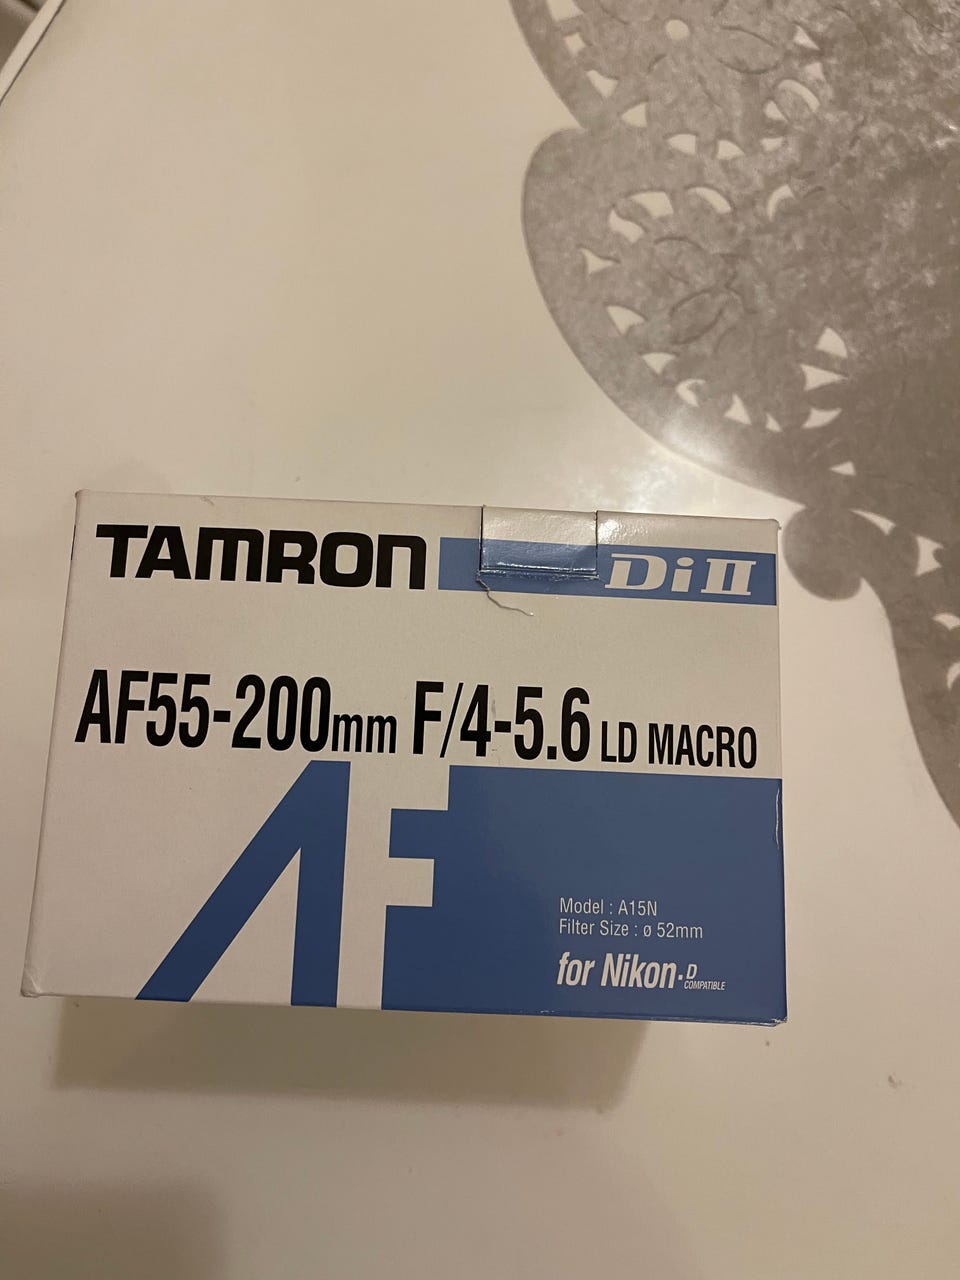 TAMRON Di II
AF55-200mm F/4-5.6 LD MACRO
AF
Model : A15N
Filter Size : ø 52mm
for Nikon-D
COMPATIBLE